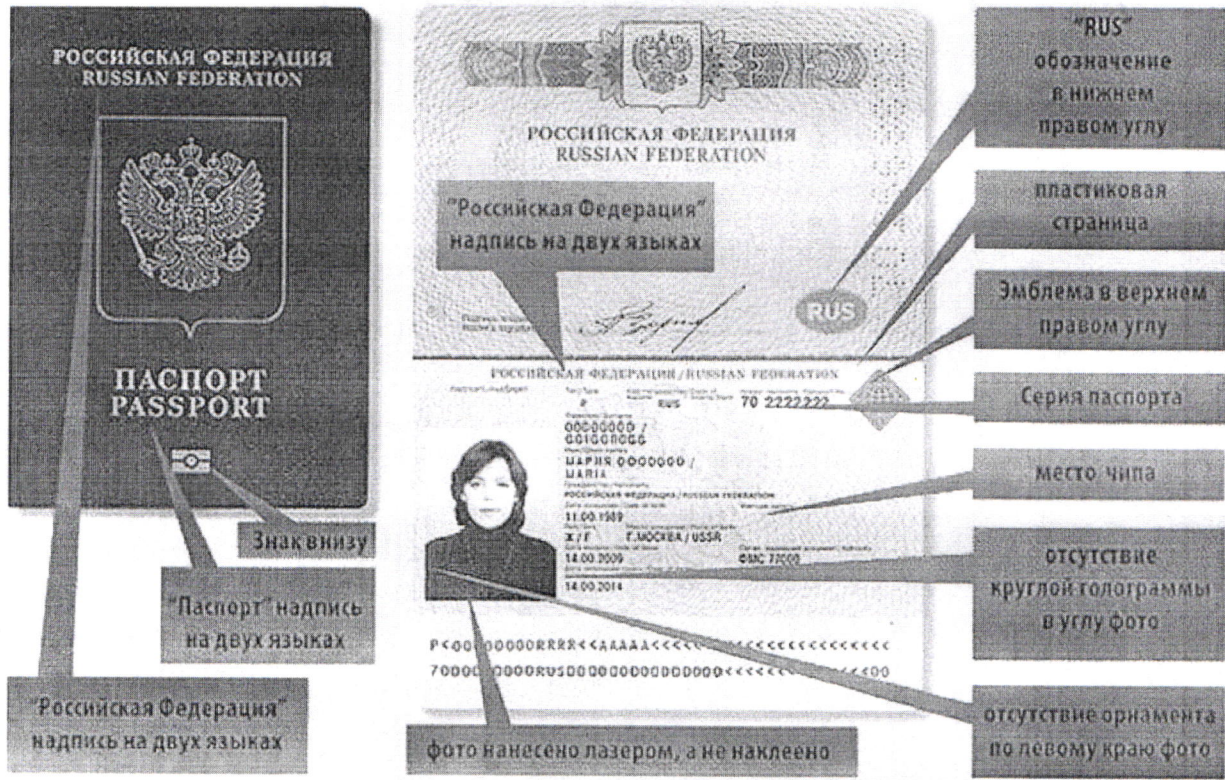 РОССИЙСКАЯ ФЕДЕРАЦИЯ
RUSSIAN FEDERATION
ПАСПОРТ
PASSPORT
Знак внизу
"Паспорт" надпись
на двух языках
"Российская Федерация"
надпись на двух языках
РОССИЙСКАЯ ФЕДЕРАЦИЯ
RUSSIAN FEDERATION
"Российская Федерация"
надпись на двух языках
RUS
РОССИЙСКАЯ ФЕДЕРАЦИЯ/RUSSIAN FEDERATION
P RUS 70 2222222
МАРИЯ
РОССИЙСКАЯ ФЕДЕРАЦИЯ/RUSSIAN FEDERATION
11.00.1989
Ж / F Г.МОСКВА / USSR
14.00.2009 ФМС 77000
14.00.2014
фото нанесено лазером, а не наклеено
"RUS"
обозначение
в нижнем
правом углу
пластиковая
страница
Эмблема в верхнем
правом углу
Серия паспорта
место чипа
отсутствие
круглой голограммы
в углу фото
отсутствие орнамента
по левому краю фото